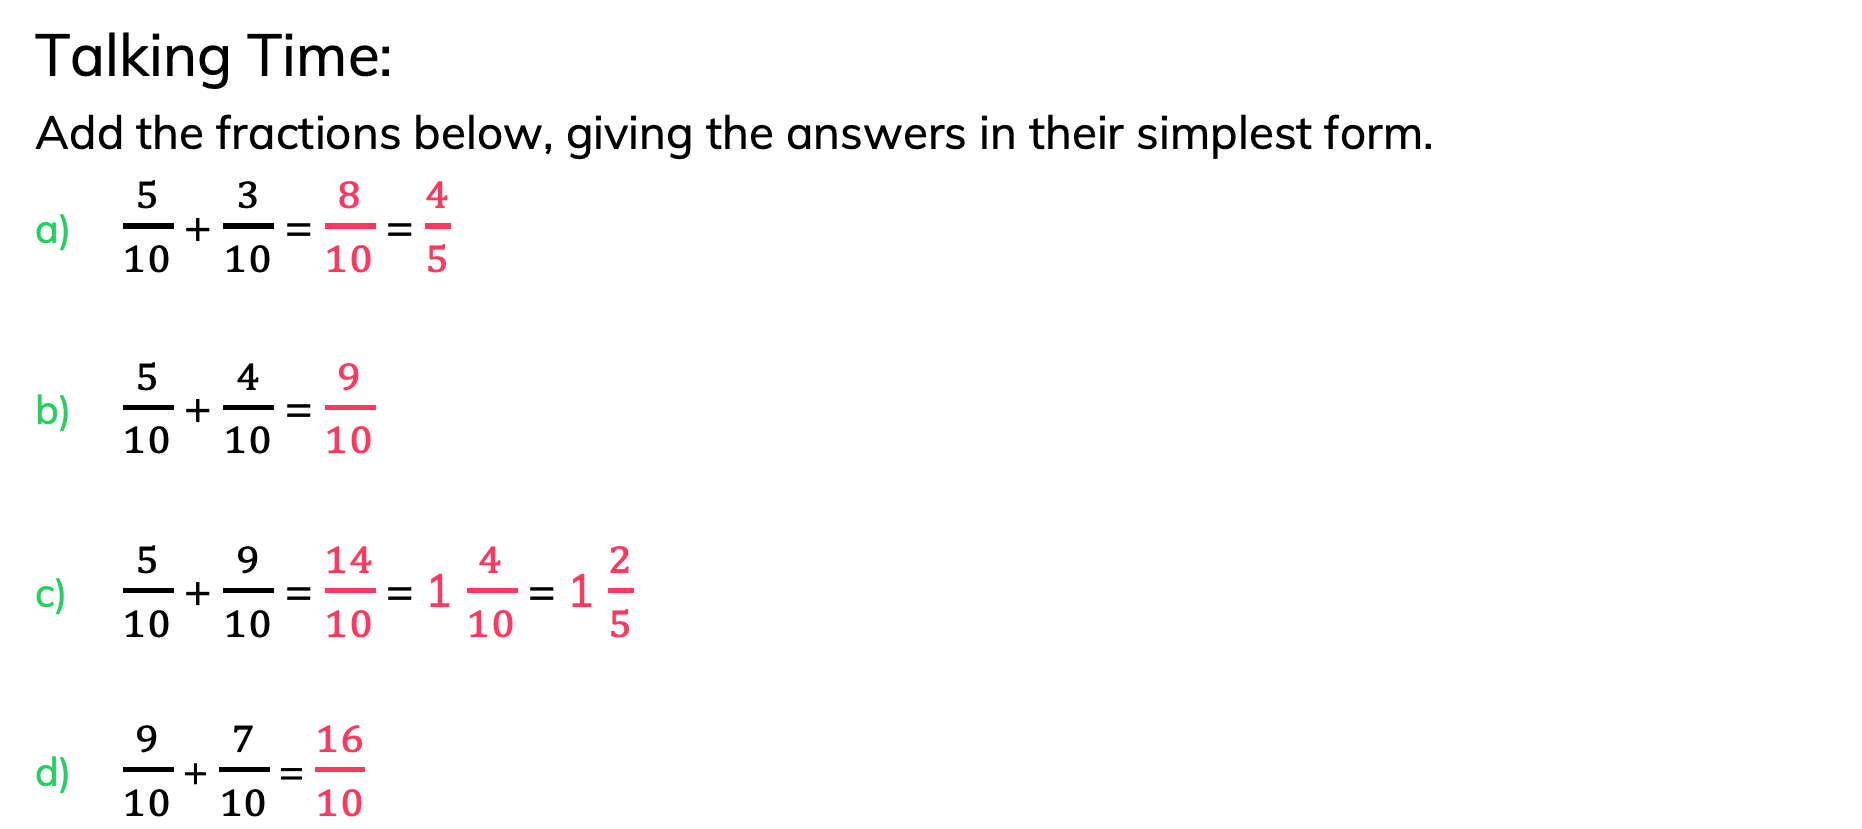 Talking Time:
Add the fractions below, giving the answers in their simplest form.
a) 5/10 + 3/10 = 8/10 = 4/5
b) 5/10 + 4/10 = 9/10
c) 5/10 + 9/10 = 14/10 = 1 4/10 = 1 2/5
d) 9/10 + 7/10 = 16/10